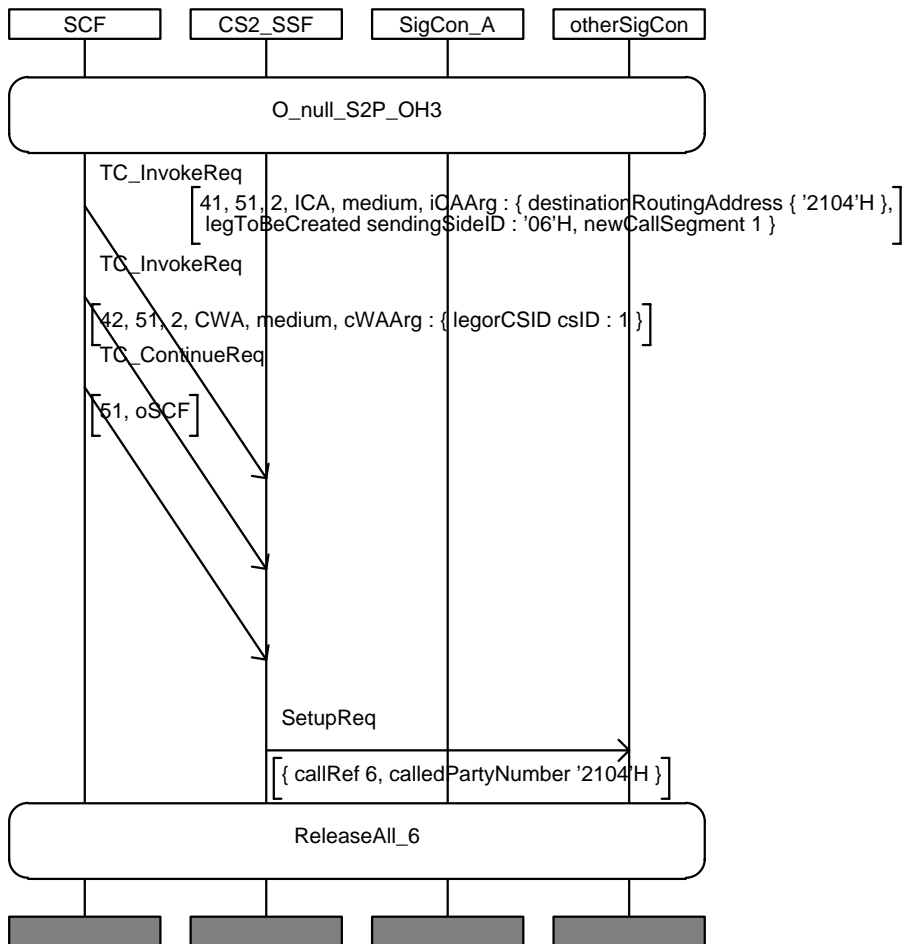 SCF CS2_SSF SigCon_A otherSigCon
O_null_S2P_OH3
TC_InvokeReq
41, 51, 2, ICA, medium, iCAArg : { destinationRoutingAddress { ’2104’H },
legToBeCreated sendingSideID : ’06’H, newCallSegment 1 }
TC_InvokeReq
42, 51, 2, CWA, medium, cWAArg : { legorCSID csID : 1 }
TC_ContinueReq
51, oSCF
SetupReq
{ callRef 6, calledPartyNumber ’2104’H }
ReleaseAll_6